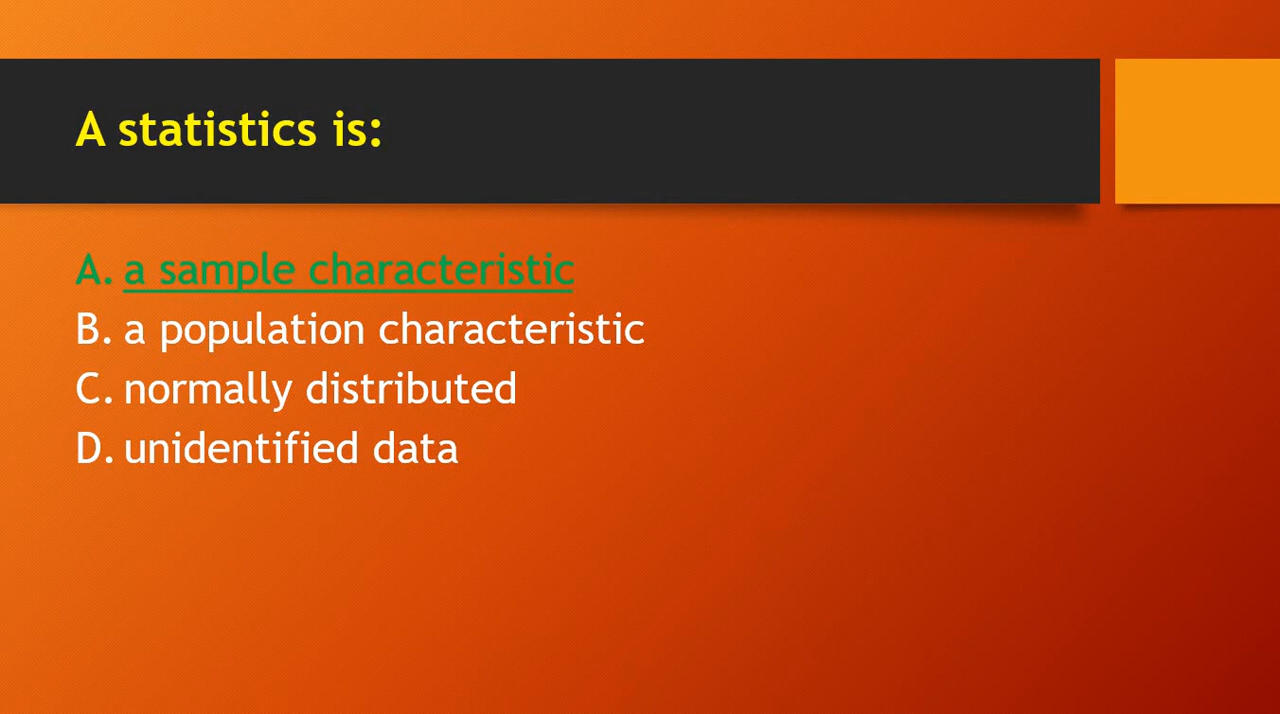 A statistics is:
A. a sample characteristic
B. a population characteristic
C. normally distributed
D. unidentified data